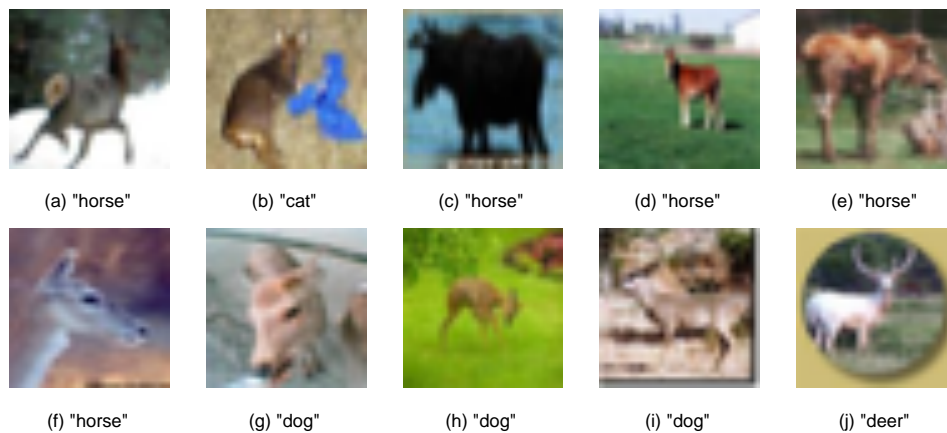 (a) "horse"
(b) "cat"
(c) "horse"
(d) "horse"
(e) "horse"
(f) "horse"
(g) "dog"
(h) "dog"
(i) "dog"
(j) "deer"